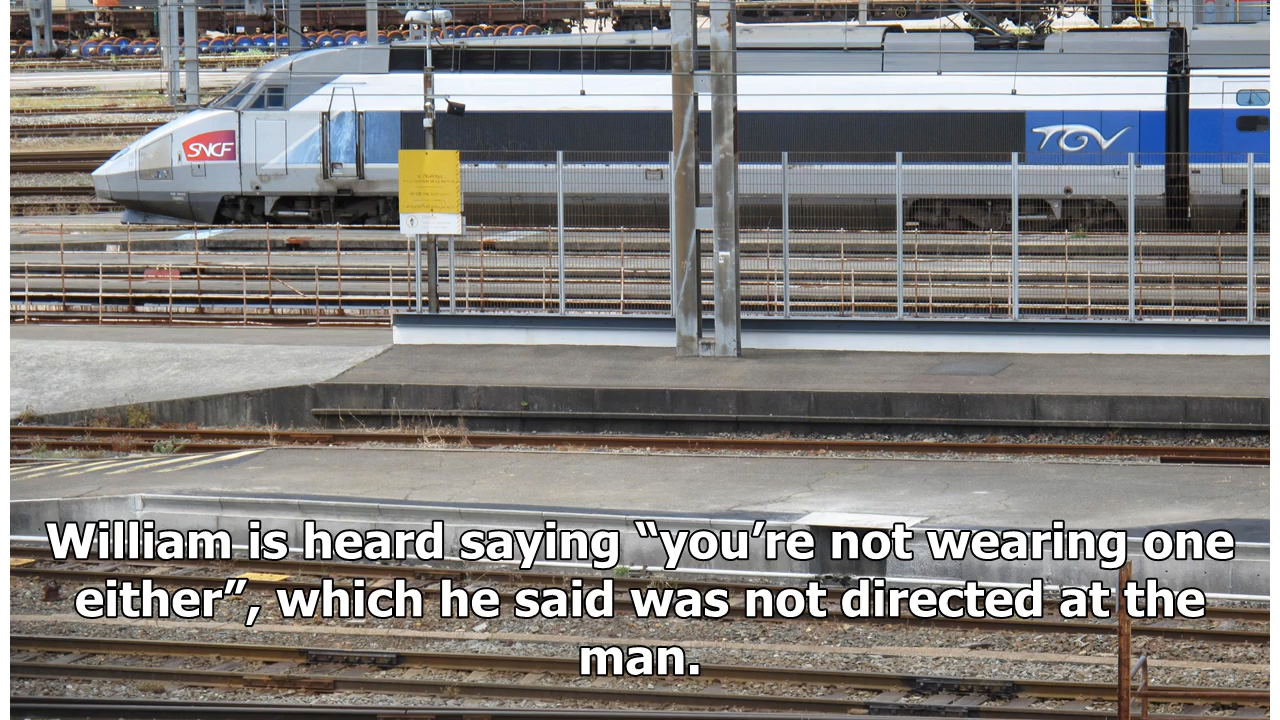 SNCF
TGV
William is heard saying “you’re not wearing one
either”, which he said was not directed at the
man.